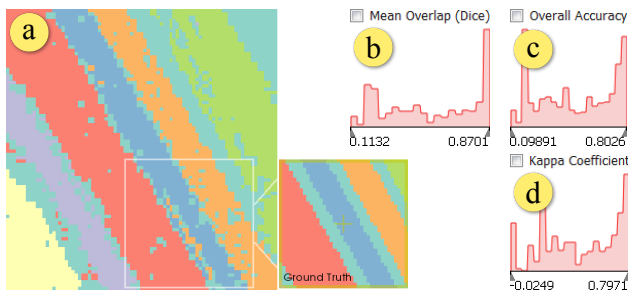 a
Ground Truth
Mean Overlap (Dice)
b
0.1132 0.8701
Overall Accuracy
c
0.09891 0.8026
Kappa Coefficient
d
-0.0249 0.7971